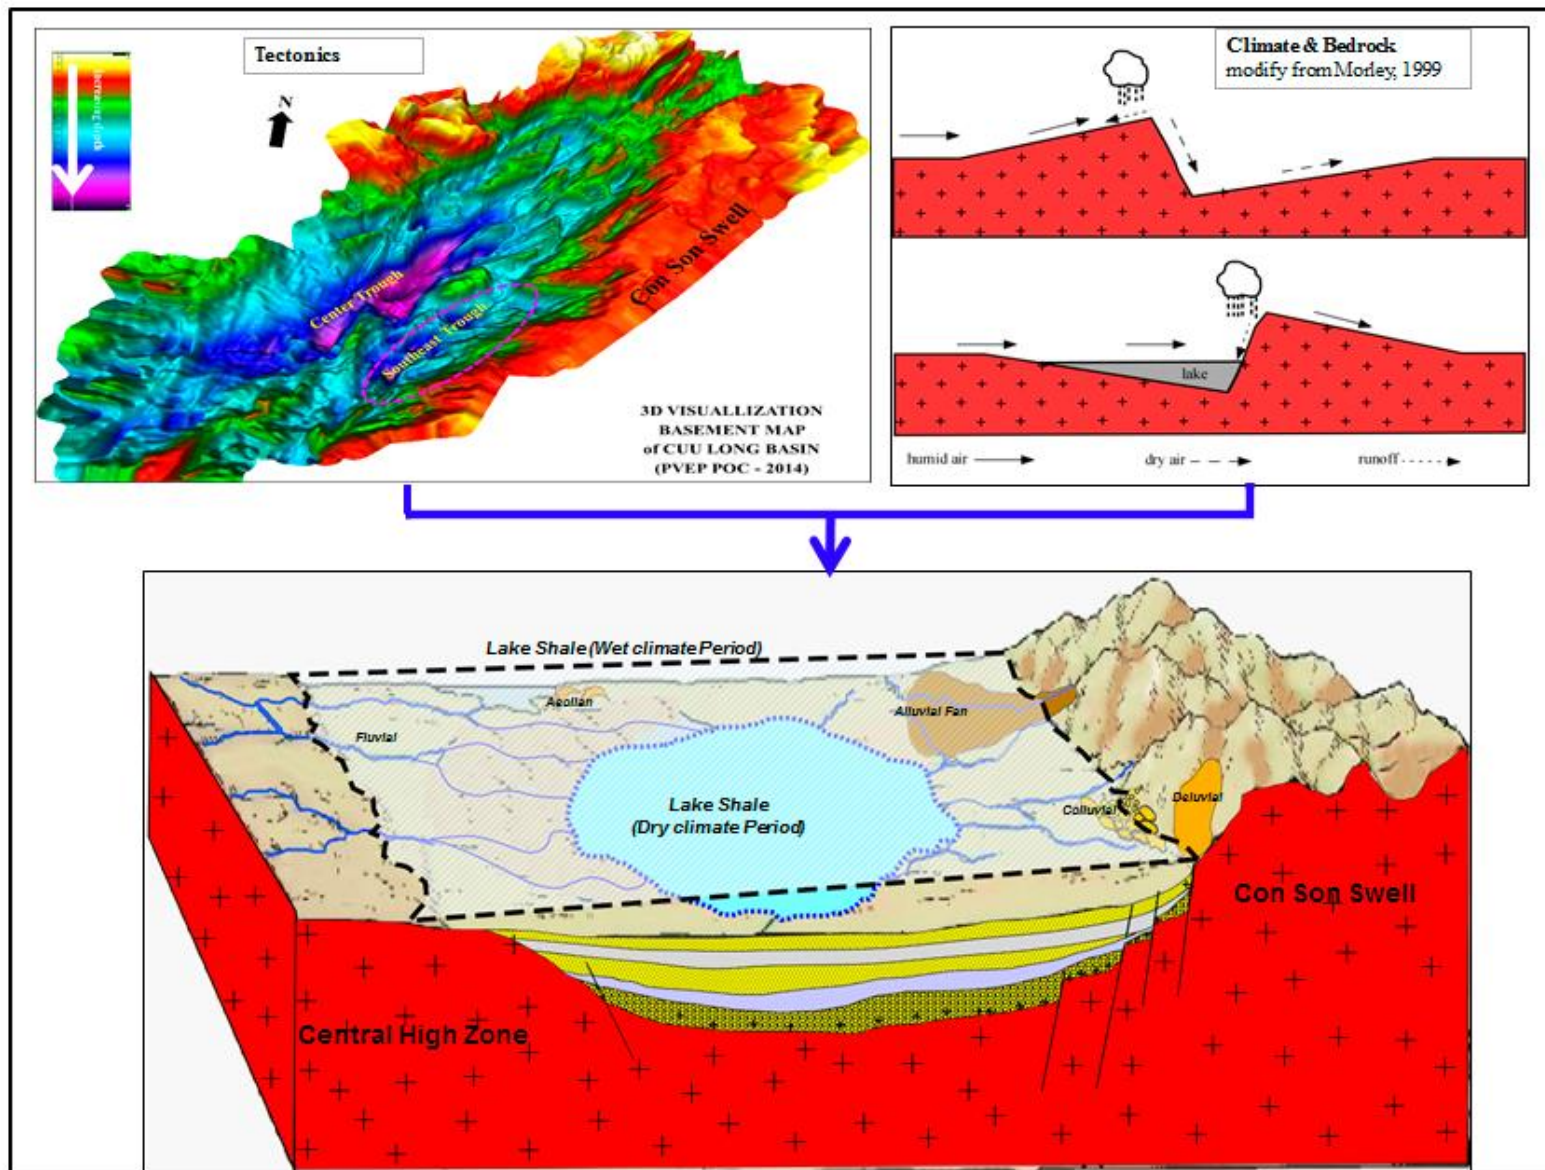 Tectonics
N
Increasing depth
Center Trough
Southeast Trough
Con Son Swell
3D VISUALLIZATION
BASEMENT MAP
of CUU LONG BASIN
(PVEP POC - 2014)
Climate & Bedrock
modify from Morley, 1999
lake
humid air
dry air
runoff
Lake Shale (Wet climate Period)
Aeolian
Alluvial Fan
Fluvial
Lake Shale
(Dry climate Period)
Colluvial
Deluvial
Con Son Swell
Central High Zone